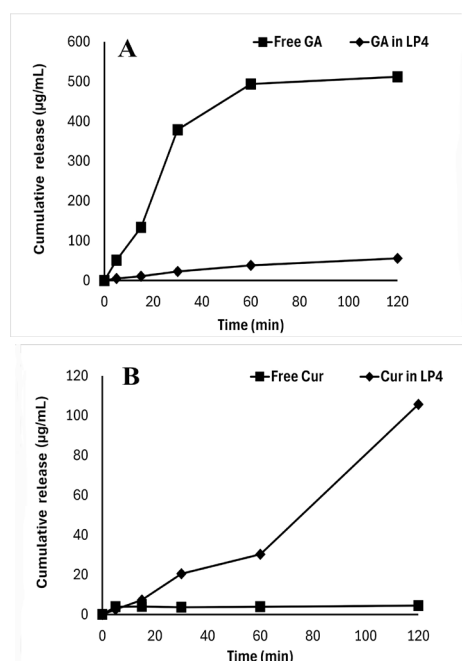 A
Free GA
GA in LP4
600
500
400
300
200
100
0
Cumulative release (µg/mL)
0 20 40 60 80 100 120
Time (min)
B
Free Cur
Cur in LP4
120
100
80
60
40
20
0
Cumulative release (µg/mL)
0 20 40 60 80 100 120
Time (min)